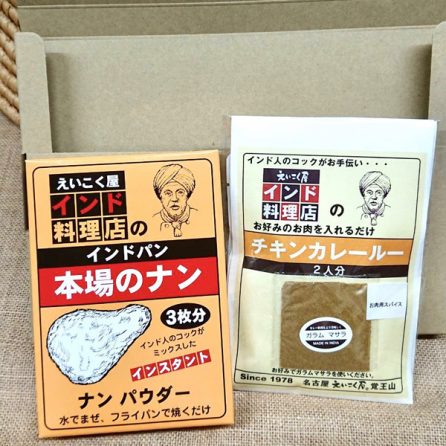 えいこく屋
インド
料理店の
インドパン
本場のナン
3枚分
インド人のコックが
ミックスした
インスタント
ナン パウダー
水でまぜ、フライパンで焼くだけ
インド人のコックがお手伝い・・・
えいこく屋
インド
料理店の
お好みのお肉を入れるだけ
チキンカレールー
2人分
お肉用スパイス
ガラム マサラ
MADE IN INDIA
お好みでガラムマサラを使いください。
Since 1978 名古屋 えいこく屋 覚王山